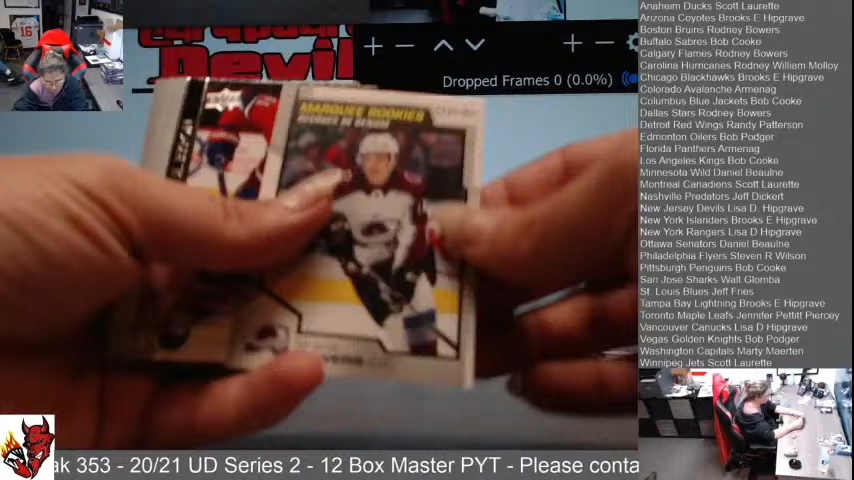 Devil
Dropped Frames 0 (0.0%)
MARQUEE ROOKIES
16
Anaheim Ducks Scott Laurette
Arizona Coyotes Brooks E Hipgrave
Boston Bruins Rodney Bowers
Buffalo Sabres Bob Cooke
Calgary Flames Rodney Bowers
Carolina Hurricanes Rodney William Molloy
Chicago Blackhawks Brooks E Hipgrave
Colorado Avalanche Armenag
Columbus Blue Jackets Bob Cooke
Dallas Stars Rodney Bowers
Detroit Red Wings Randy Patterson
Edmonton Oilers Bob Podger
Florida Panthers Armenag
Los Angeles Kings Bob Cooke
Minnesota Wild Daniel Beaulne
Montreal Canadiens Scott Laurette
Nashville Predators Jeff Dickert
New Jersey Devils Lisa D. Hipgrave
New York Islanders Brooks E Hipgrave
New York Rangers Lisa D Hipgrave
Ottawa Senators Daniel Beaulne
Philadelphia Flyers Steven R Wilson
Pittsburgh Penguins Bob Cooke
San Jose Sharks Walt Glomba
St. Louis Blues Jeff Fries
Tampa Bay Lightning Brooks E Hipgrave
Toronto Maple Leafs Jennifer Pettitt Piercey
Vancouver Canucks Lisa D Hipgrave
Vegas Golden Knights Bob Podger
Washington Capitals Marty Maerten
Winnipeg Jets Scott Laurette
ak 353 - 20/21 UD Series 2 - 12 Box Master PYT - Please conta